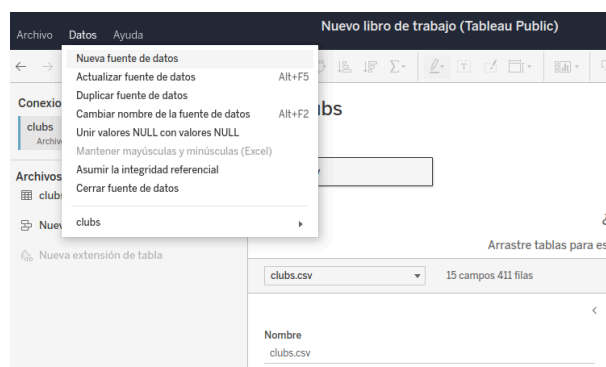 Nuevo libro de trabajo (Tableau Public)
Archivo Datos Ayuda
Nueva fuente de datos
Actualizar fuente de datos Alt+F5
Duplicar fuente de datos
Cambiar nombre de la fuente de datos Alt+F2
Unir valores NULL con valores NULL
Mantener mayúsculas y minúsculas (Excel)
Asumir la integridad referencial
Cerrar fuente de datos
clubs
Conexio
clubs
Archiv
Archivos
club
Nuev
Nueva extensión de tabla
bs
Arrastre tablas para es
clubs.csv 15 campos 411 filas
Nombre
clubs.csv